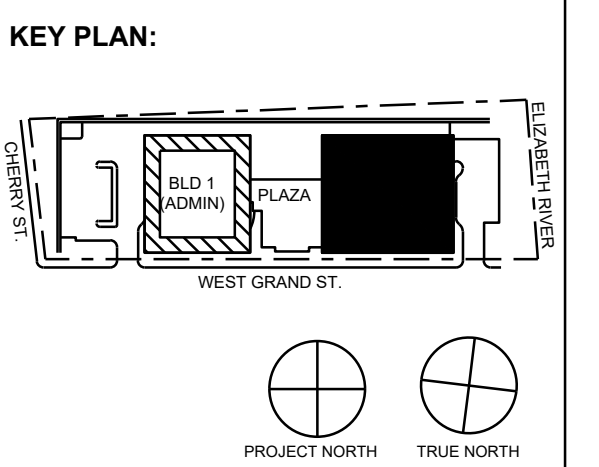 KEY PLAN:
CHERRY ST.
BLD 1
(ADMIN)
PLAZA
ELIZABETH RIVER
WEST GRAND ST.
PROJECT NORTH
TRUE NORTH